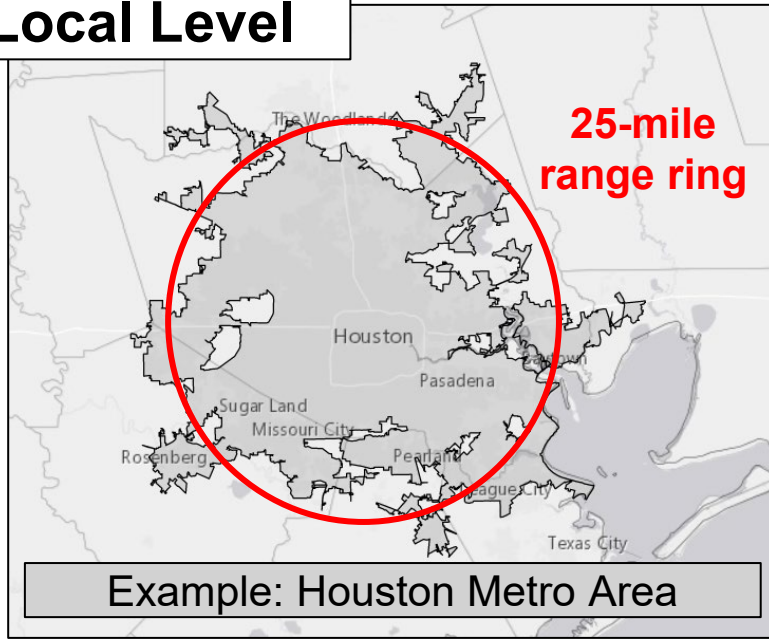 Local Level
The Woodlands
25-mile
range ring
Houston
Baytown
Pasadena
Sugar Land
Missouri City
Rosenberg
Pearland
League City
Texas City
Example: Houston Metro Area